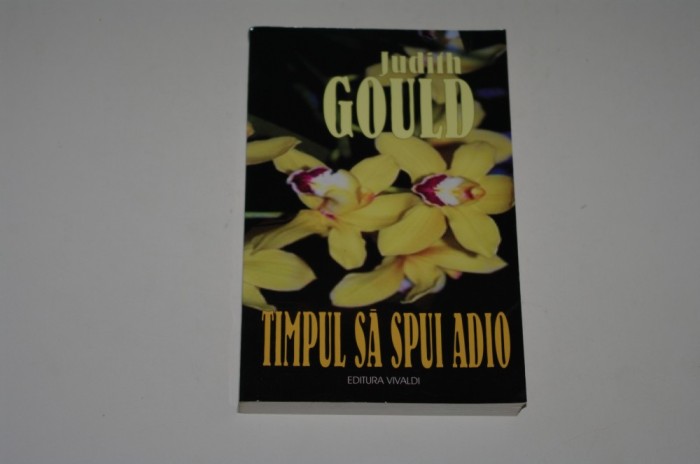 Judith
GOULD
TIMPUL SĂ SPUI ADIO
EDITURA VIVALDI